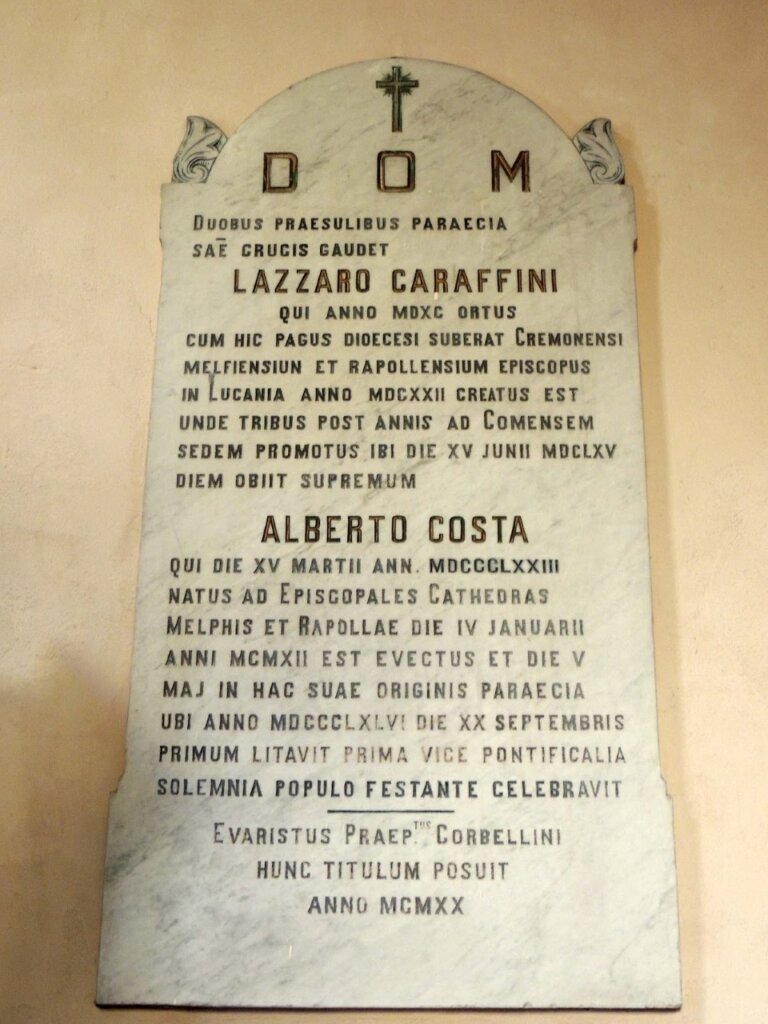 D O M
DUOBUS PRAESULIBUS PARAECIA
SAĒ CRUCIS GAUDET
LAZZARO CARAFFINI
QUI ANNO MDXC ORTUS
CUM HIC PAGUS DIOECESI SUBERAT CREMONENSI
MELFIENSIUN ET RAPOLLENSIUM EPISCOPUS
IN LUCANIA ANNO MDCXXII CREATUS EST
UNDE TRIBUS POST ANNIS AD COMENSEM
SEDEM PROMOTUS IBI DIE XV JUNII MDCLXV
DIEM OBIIT SUPREMUM
ALBERTO COSTA
QUI DIE XV MARTII ANN. MDCCCLXXIII
NATUS AD EPISCOPALES CATHEDRAS
MELPHIS ET RAPOLLAE DIE IV JANUARII
ANNI MCMXII EST EVECTUS ET DIE V
MAJ IN HAC SUAE ORIGINIS PARAECIA
UBI ANNO MDCCCLXLVI DIE XX SEPTEMBRIS
PRIMUM LITAVIT PRIMA VICE PONTIFICALIA
SOLEMNIA POPULO FESTANTE CELEBRAVIT
EVARISTUS PRAEP.TUS CORBELLINI
HUNC TITULUM POSUIT
ANNO MCMXX